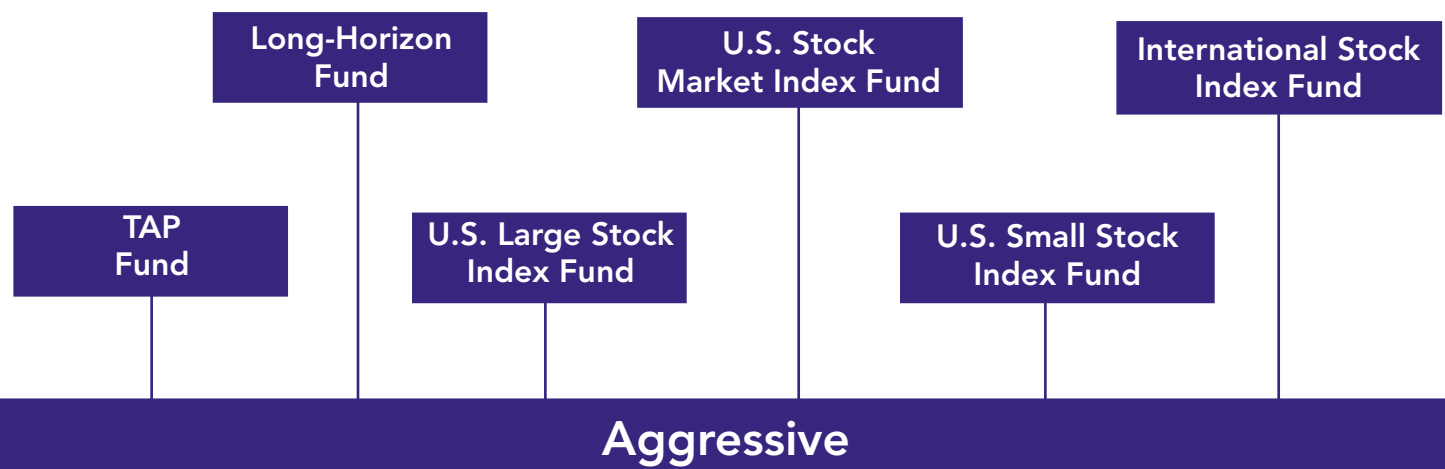 Long-Horizon
Fund
U.S. Stock
Market Index Fund
International Stock
Index Fund
TAP
Fund
U.S. Large Stock
Index Fund
U.S. Small Stock
Index Fund
Aggressive